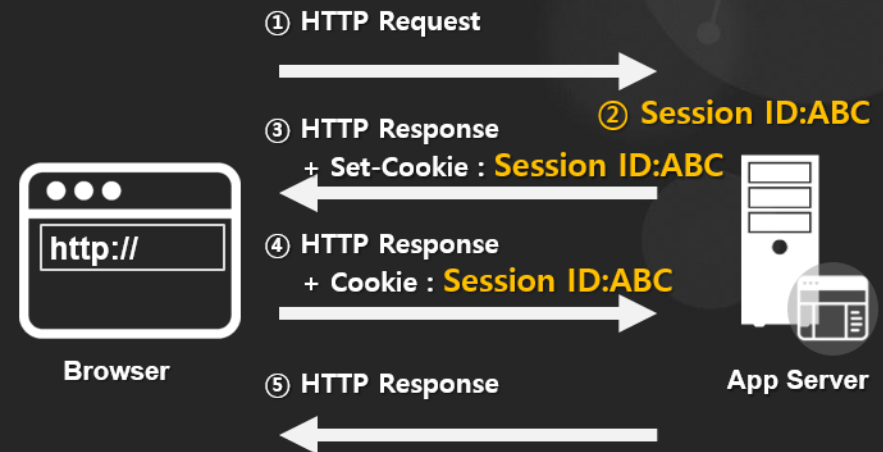 ① HTTP Request
② Session ID:ABC
③ HTTP Response
+ Set-Cookie : Session ID:ABC
http://
④ HTTP Response
+ Cookie : Session ID:ABC
Browser
App Server
⑤ HTTP Response